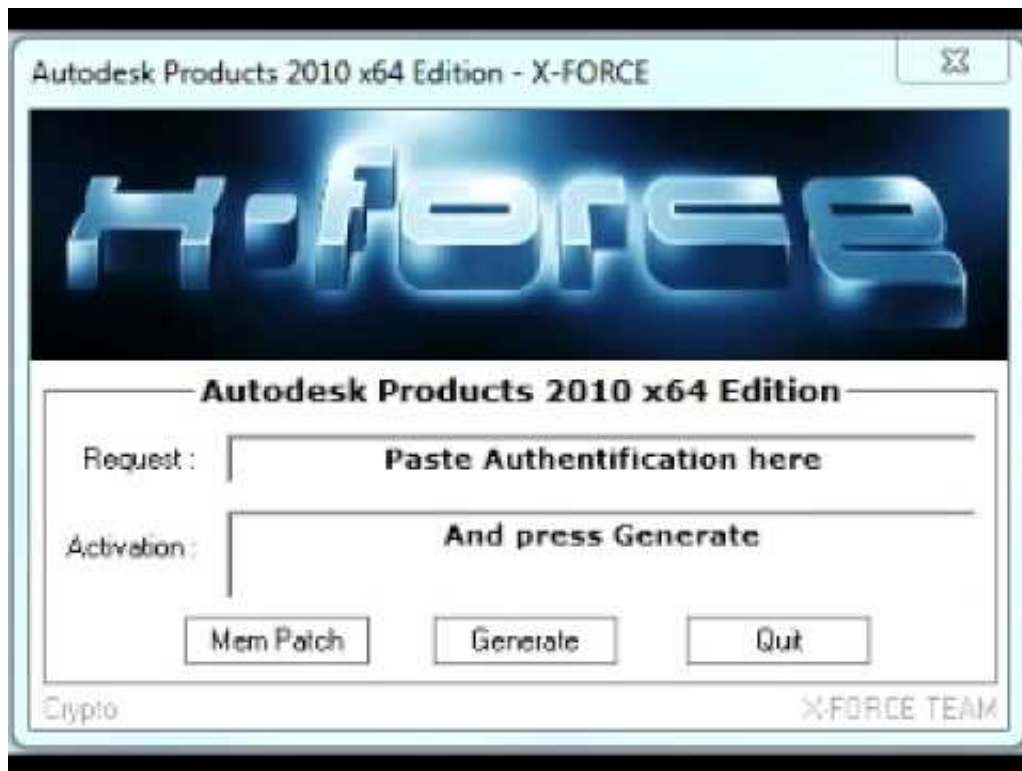 Autodesk Products 2010 x64 Edition - X-FORCE
x-force
Autodesk Products 2010 x64 Edition
Request : Paste Authentification here
Activation : And press Generate
Mem Patch Generate Quit
Crypto X-FORCE TEAM